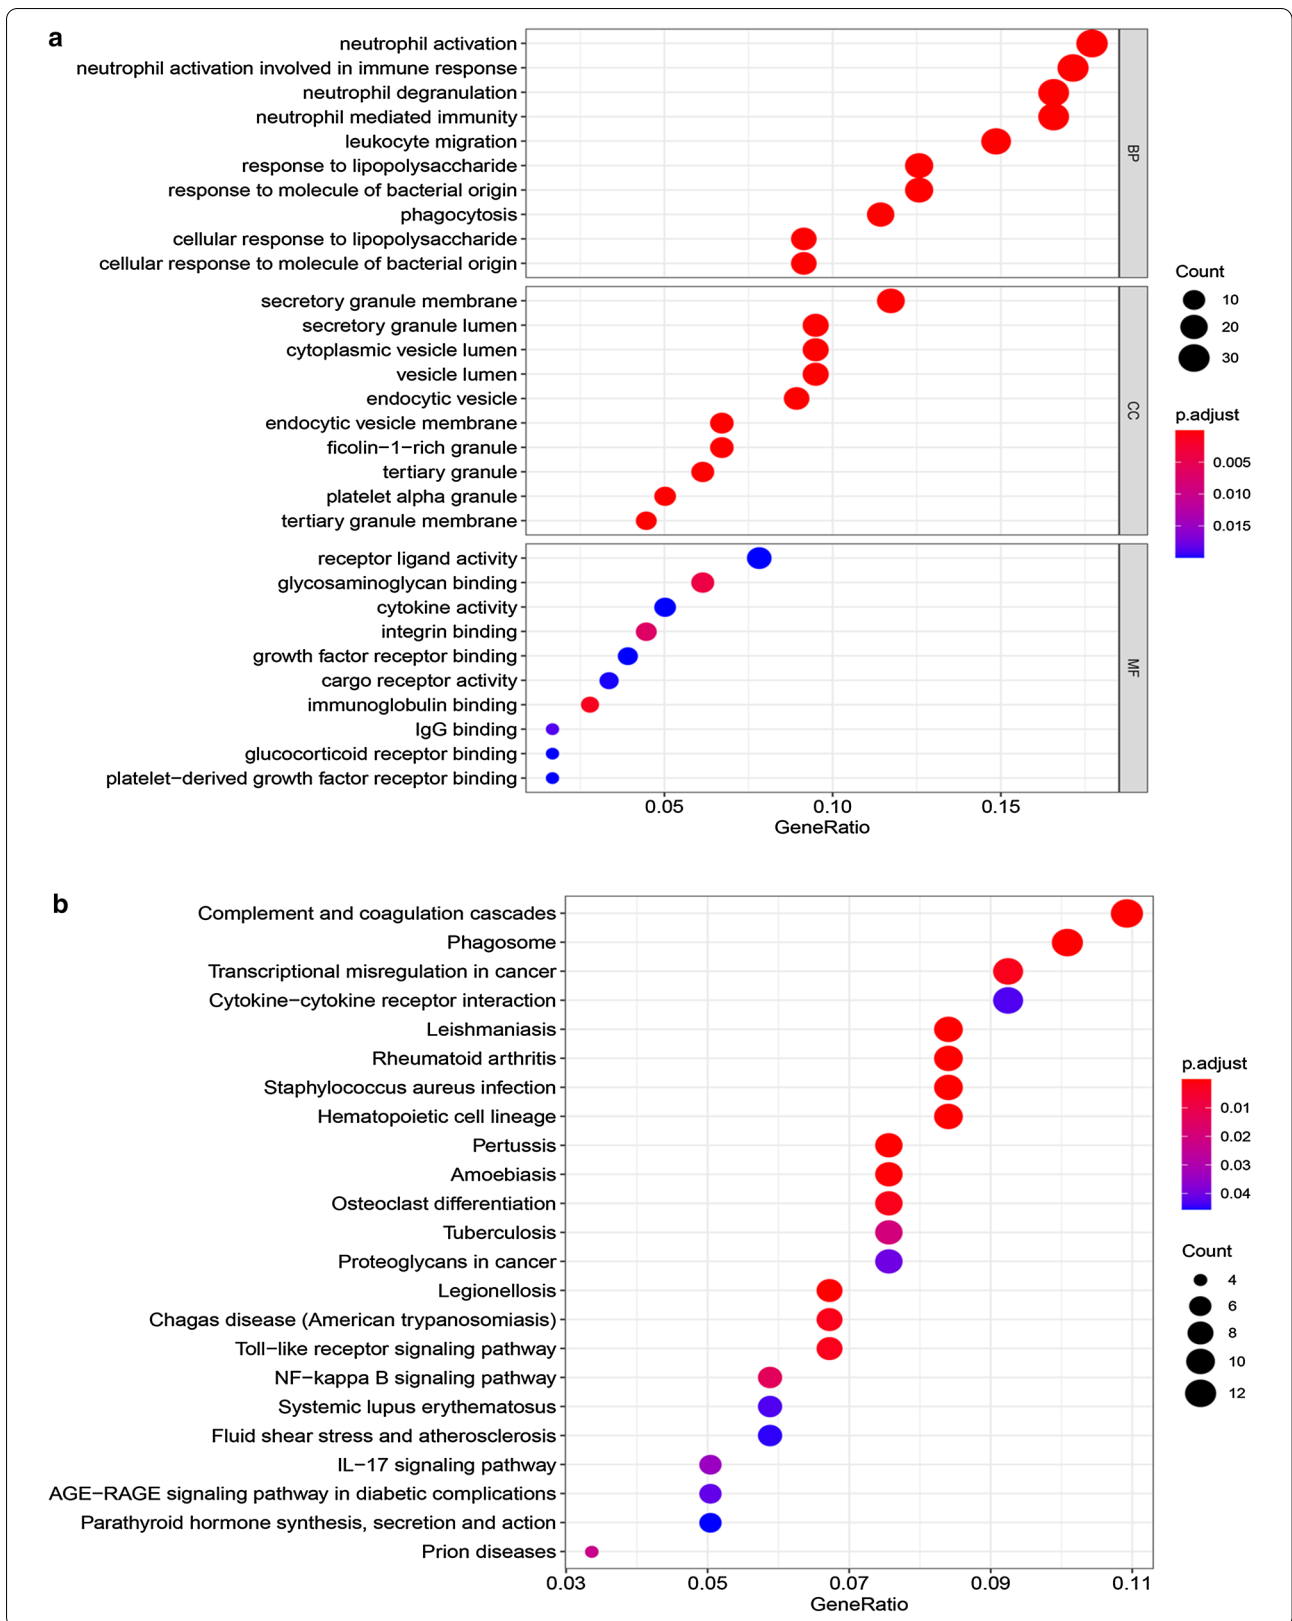 a
neutrophil activation
neutrophil activation involved in immune response
neutrophil degranulation
neutrophil mediated immunity
leukocyte migration
response to lipopolysaccharide
response to molecule of bacterial origin
phagocytosis
cellular response to lipopolysaccharide
cellular response to molecule of bacterial origin
BP
secretory granule membrane
secretory granule lumen
cytoplasmic vesicle lumen
vesicle lumen
endocytic vesicle
endocytic vesicle membrane
ficolin−1−rich granule
tertiary granule
platelet alpha granule
tertiary granule membrane
CC
receptor ligand activity
glycosaminoglycan binding
cytokine activity
integrin binding
growth factor receptor binding
cargo receptor activity
immunoglobulin binding
IgG binding
glucocorticoid receptor binding
platelet−derived growth factor receptor binding
MF
0.05 0.10 0.15
GeneRatio
Count
10
20
30
p.adjust
0.005
0.010
0.015
b
Complement and coagulation cascades
Phagosome
Transcriptional misregulation in cancer
Cytokine−cytokine receptor interaction
Leishmaniasis
Rheumatoid arthritis
Staphylococcus aureus infection
Hematopoietic cell lineage
Pertussis
Amoebiasis
Osteoclast differentiation
Tuberculosis
Proteoglycans in cancer
Legionellosis
Chagas disease (American trypanosomiasis)
Toll−like receptor signaling pathway
NF−kappa B signaling pathway
Systemic lupus erythematosus
Fluid shear stress and atherosclerosis
IL−17 signaling pathway
AGE−RAGE signaling pathway in diabetic complications
Parathyroid hormone synthesis, secretion and action
Prion diseases
0.03 0.05 0.07 0.09 0.11
GeneRatio
p.adjust
0.01
0.02
0.03
0.04
Count
4
6
8
10
12